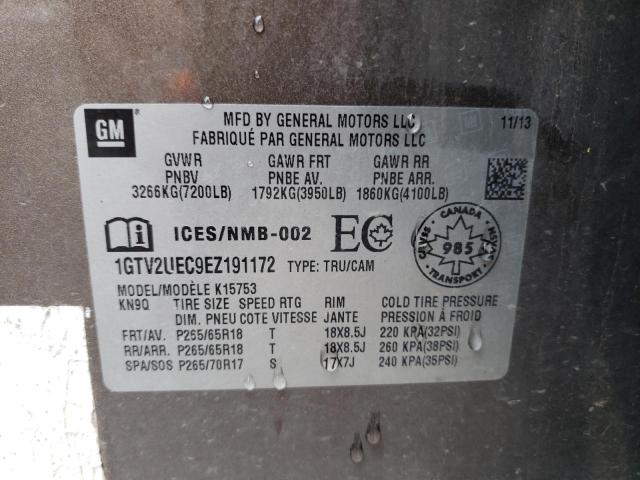 GM
MFD BY GENERAL MOTORS LLC 11/13
FABRIQUÉ PAR GENERAL MOTORS LLC
GVWR GAWR FRT GAWR RR
PNBV PNBE AV. PNBE ARR.
3266KG(7200LB) 1792KG(3950LB) 1860KG(4100LB)
ICES/NMB-002 EC
CANADA
985
TRANSPORT
1GTV2UEC9EZ191172 TYPE: TRU/CAM
MODEL/MODÈLE K15753
KN9Q TIRE SIZE SPEED RTG RIM COLD TIRE PRESSURE
DIM. PNEU COTE VITESSE JANTE PRESSION À FROID
FRT/AV. P265/65R18 T 18X8.5J 220 KPA(32PSI)
RR/ARR. P265/65R18 T 18X8.5J 260 KPA(38PSI)
SPA/SOS P265/70R17 S 17X7J 240 KPA(35PSI)